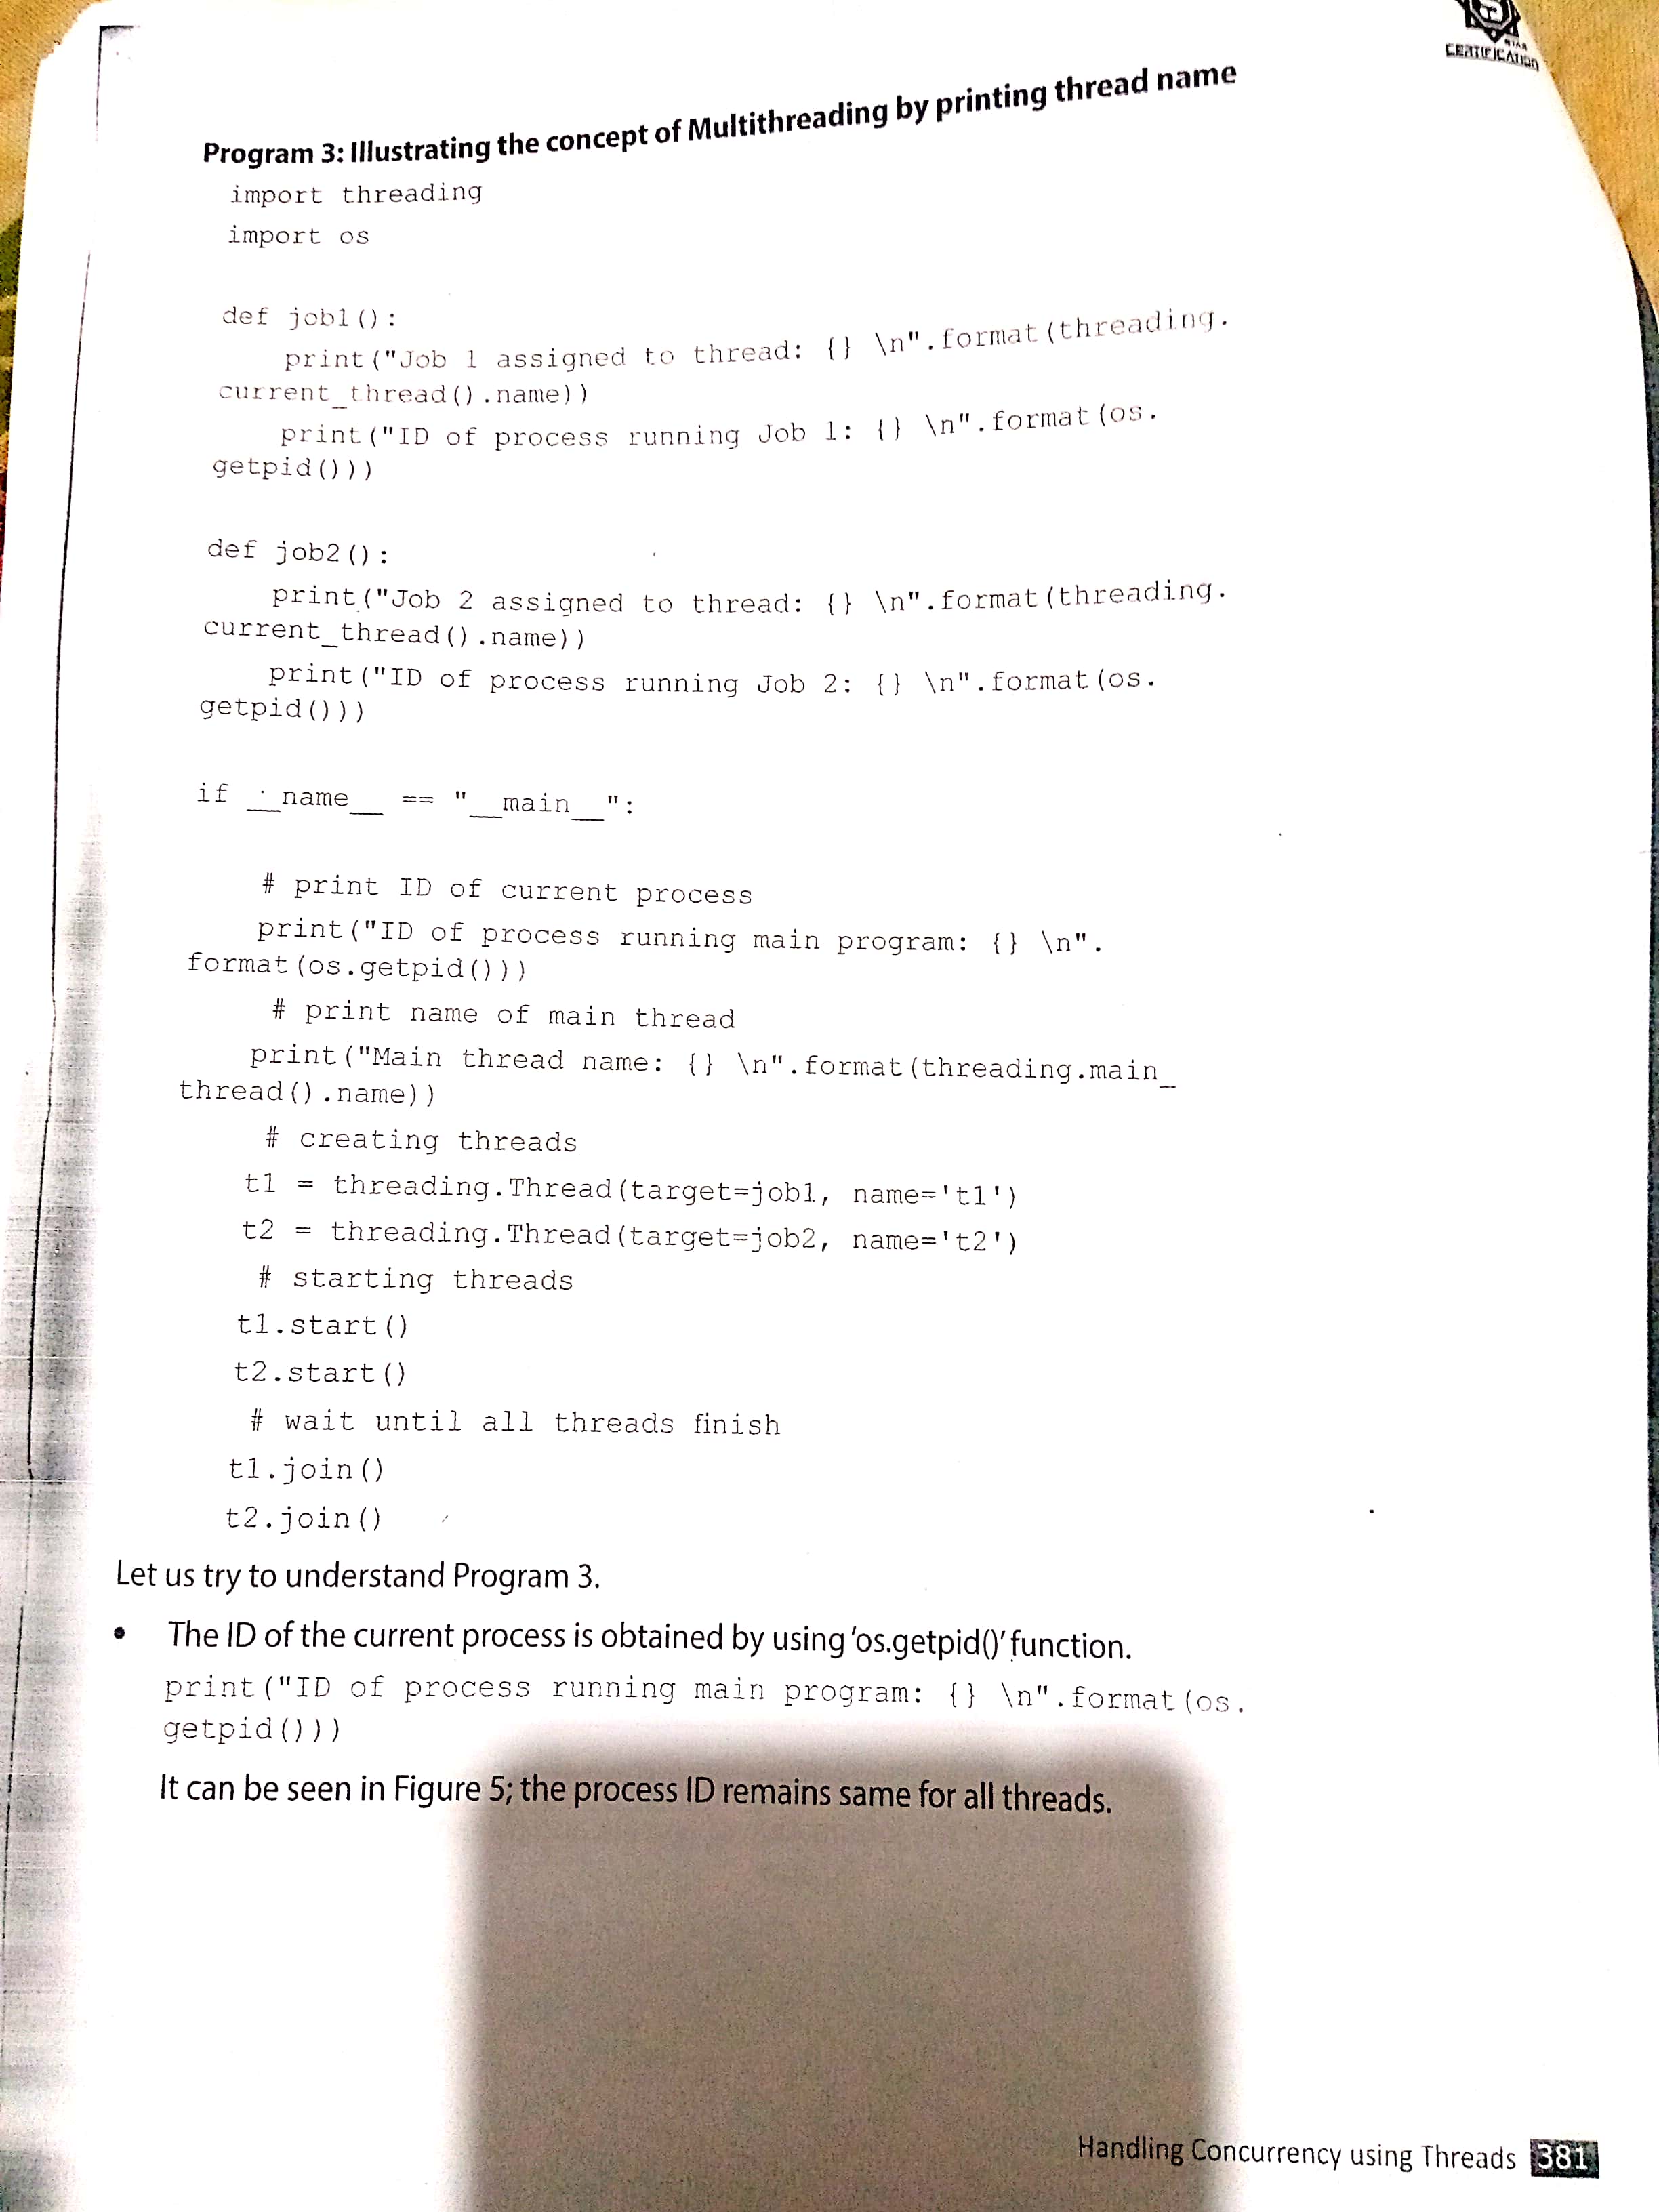 STAR
CERTIFICATION
Program 3: Illustrating the concept of Multithreading by printing thread name
import threading
import os
def job1():
print("Job 1 assigned to thread: {} \n".format(threading.
current_thread().name))
print("ID of process running Job 1: {} \n".format(os.
getpid()))
def job2():
print("Job 2 assigned to thread: {} \n".format(threading.
current_thread().name))
print("ID of process running Job 2: {} \n".format(os.
getpid()))
if __name__ == "__main__":
# print ID of current process
print("ID of process running main program: {} \n".
format(os.getpid()))
# print name of main thread
print("Main thread name: {} \n".format(threading.main_
thread().name))
# creating threads
t1 = threading.Thread(target=job1, name='t1')
t2 = threading.Thread(target=job2, name='t2')
# starting threads
t1.start()
t2.start()
# wait until all threads finish
t1.join()
t2.join()
Let us try to understand Program 3.
• The ID of the current process is obtained by using 'os.getpid()' function.
print("ID of process running main program: {} \n".format(os.
getpid()))
It can be seen in Figure 5; the process ID remains same for all threads.
Handling Concurrency using Threads 381